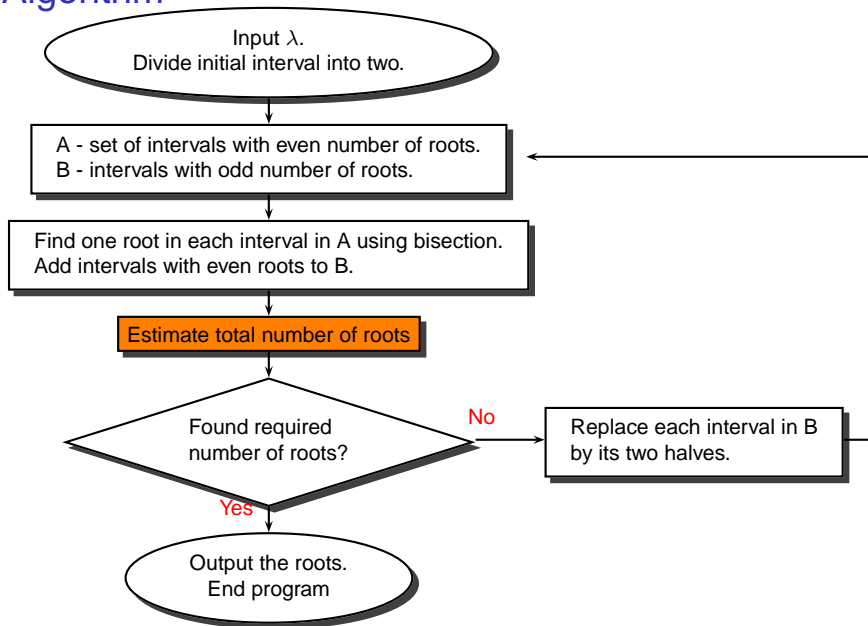 Algorithm
Input λ.
Divide initial interval into two.
A - set of intervals with even number of roots.
B - intervals with odd number of roots.
Find one root in each interval in A using bisection.
Add intervals with even roots to B.
Estimate total number of roots
Found required
number of roots?
No
Replace each interval in B
by its two halves.
Yes
Output the roots.
End program